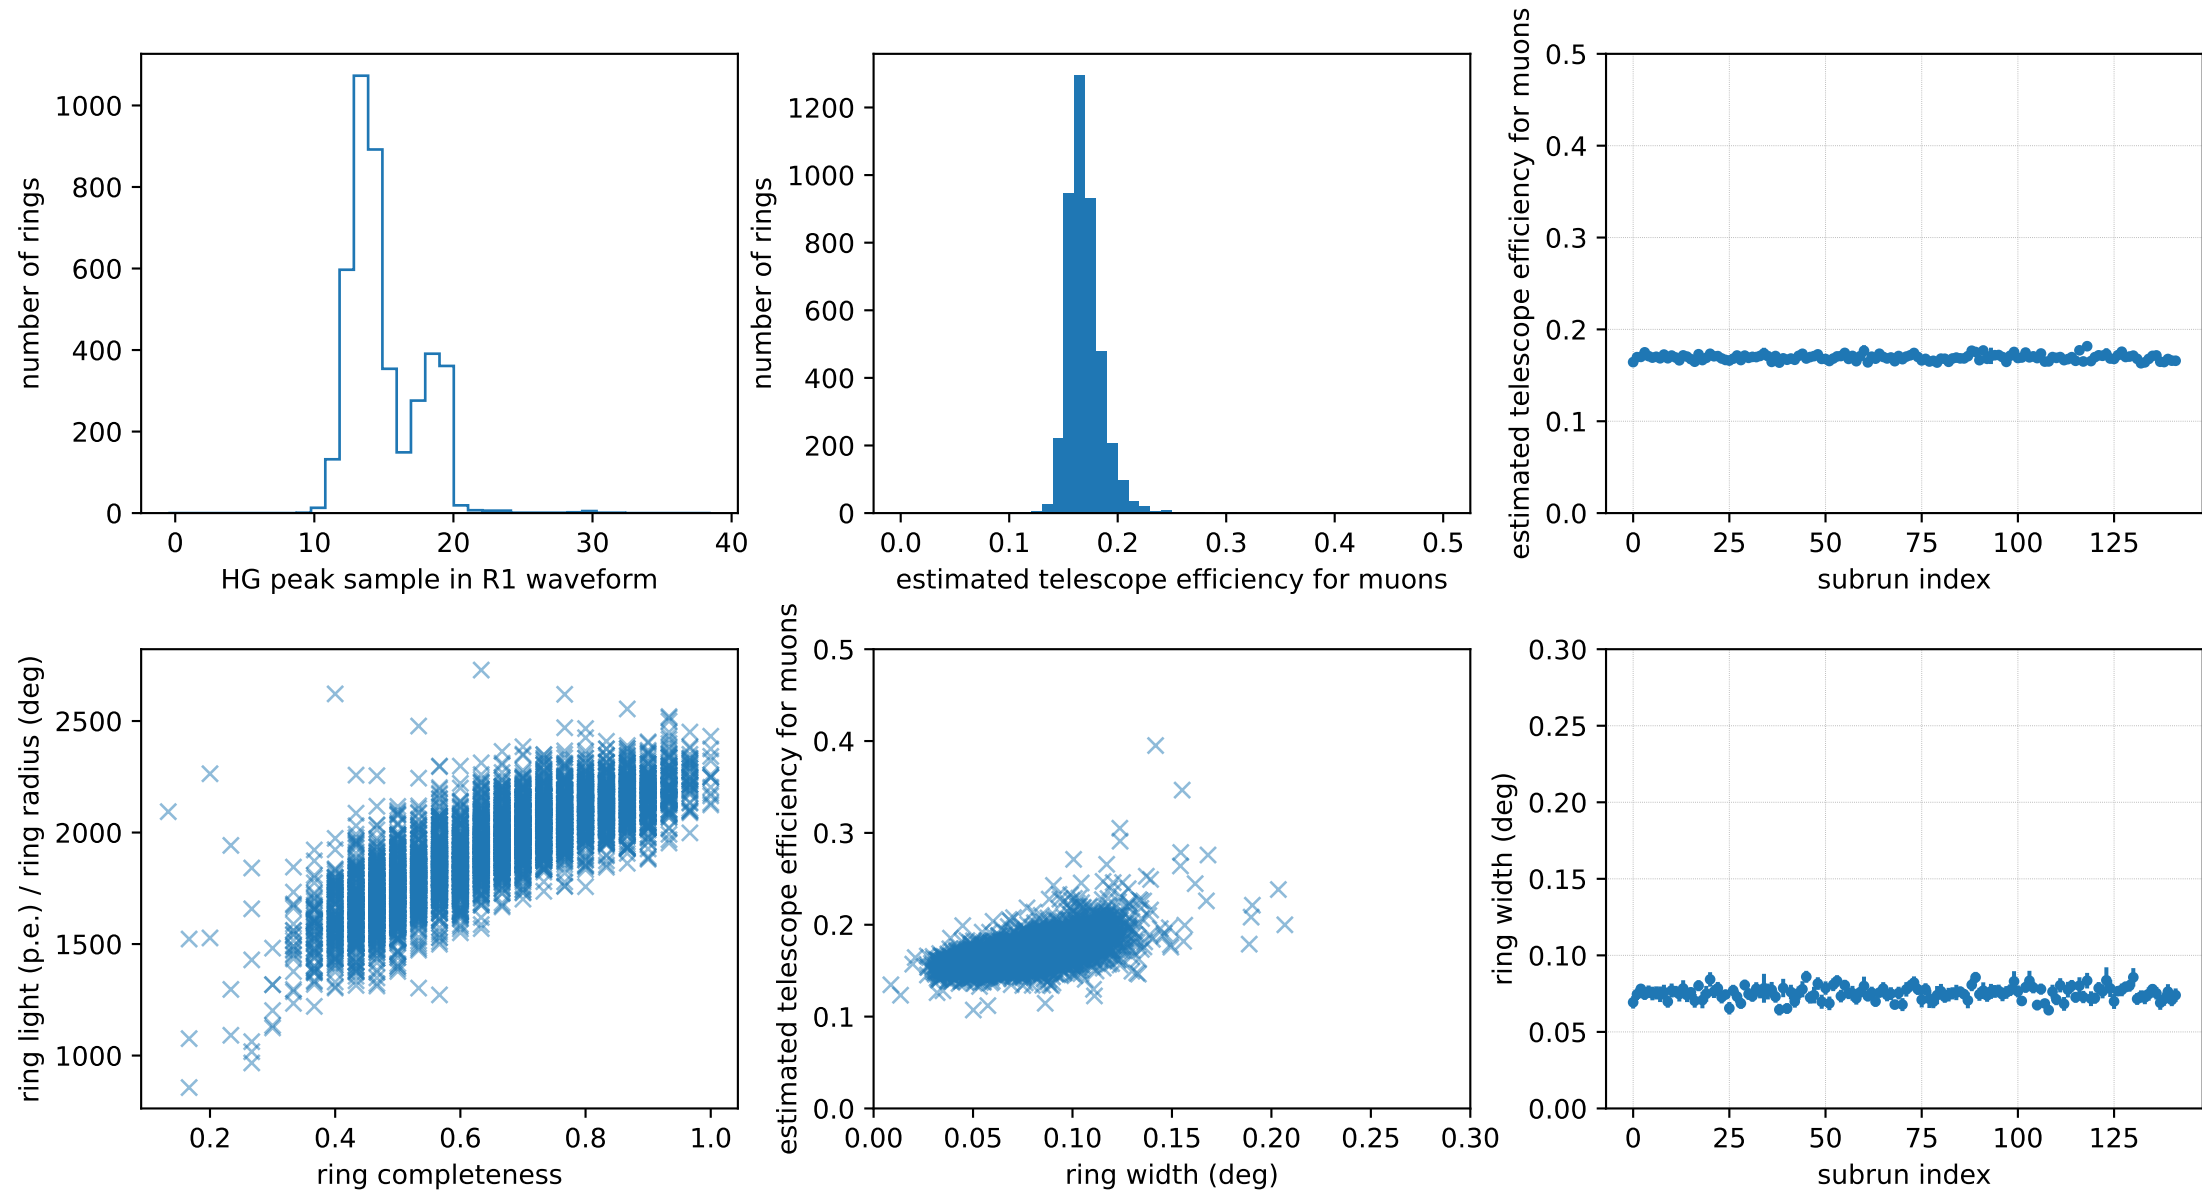 number of rings
1000
800
600
400
200
0
0 10 20 30 40
HG peak sample in R1 waveform
number of rings
1200
1000
800
600
400
200
0
0.0 0.1 0.2 0.3 0.4 0.5
estimated telescope efficiency for muons
estimated telescope efficiency for muons
0.5
0.4
0.3
0.2
0.1
0.0
0 25 50 75 100 125
subrun index
ring light (p.e.) / ring radius (deg)
2500
2000
1500
1000
0.2 0.4 0.6 0.8 1.0
ring completeness
estimated telescope efficiency for muons
0.5
0.4
0.3
0.2
0.1
0.0
0.00 0.05 0.10 0.15 0.20 0.25 0.30
ring width (deg)
ring width (deg)
0.30
0.25
0.20
0.15
0.10
0.05
0.00
0 25 50 75 100 125
subrun index